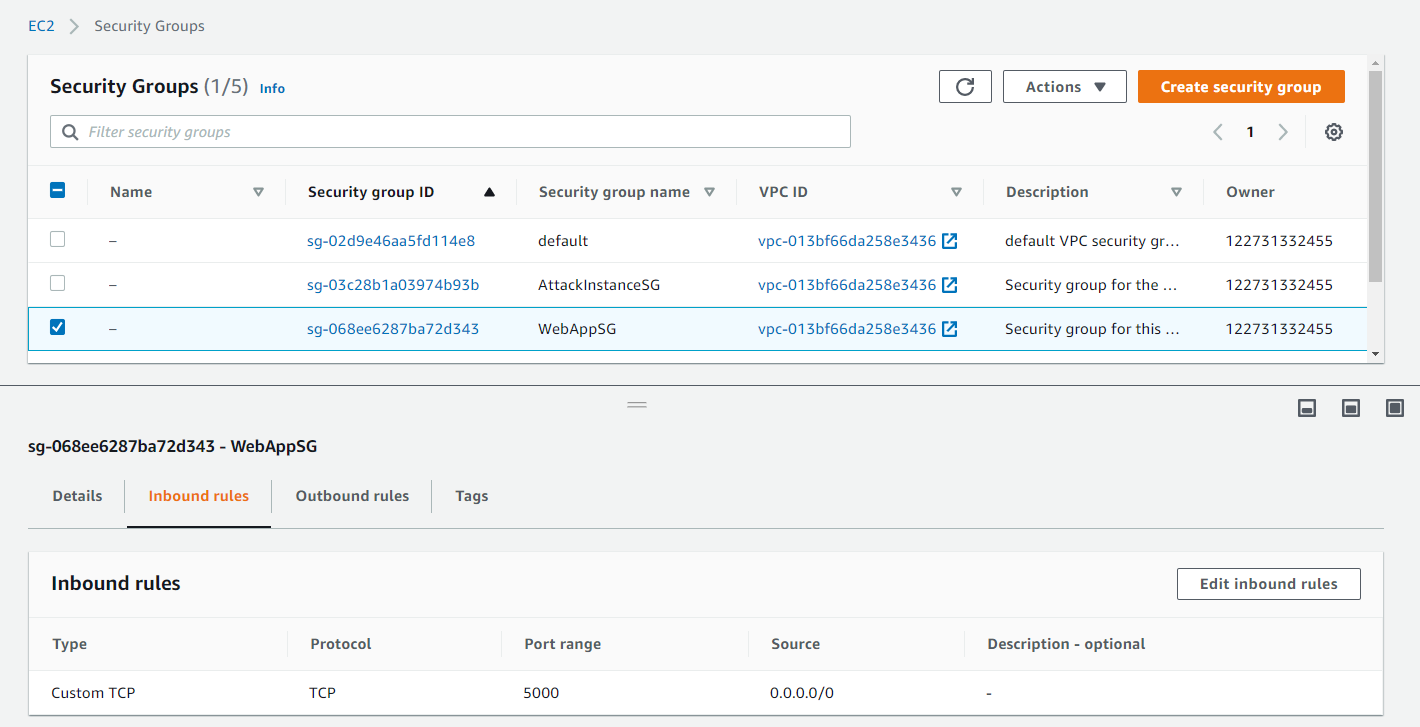 EC2 Security Groups
Security Groups (1/5) Info Actions Create security group
Filter security groups 1
Name Security group ID Security group name VPC ID Description Owner
– sg-02d9e46aa5fd114e8 default vpc-013bf66da258e3436 default VPC security gr... 122731332455
– sg-03c28b1a03974b93b AttackInstanceSG vpc-013bf66da258e3436 Security group for the ... 122731332455
– sg-068ee6287ba72d343 WebAppSG vpc-013bf66da258e3436 Security group for this ... 122731332455
sg-068ee6287ba72d343 - WebAppSG
Details Inbound rules Outbound rules Tags
Inbound rules Edit inbound rules
Type Protocol Port range Source Description - optional
Custom TCP TCP 5000 0.0.0.0/0 -